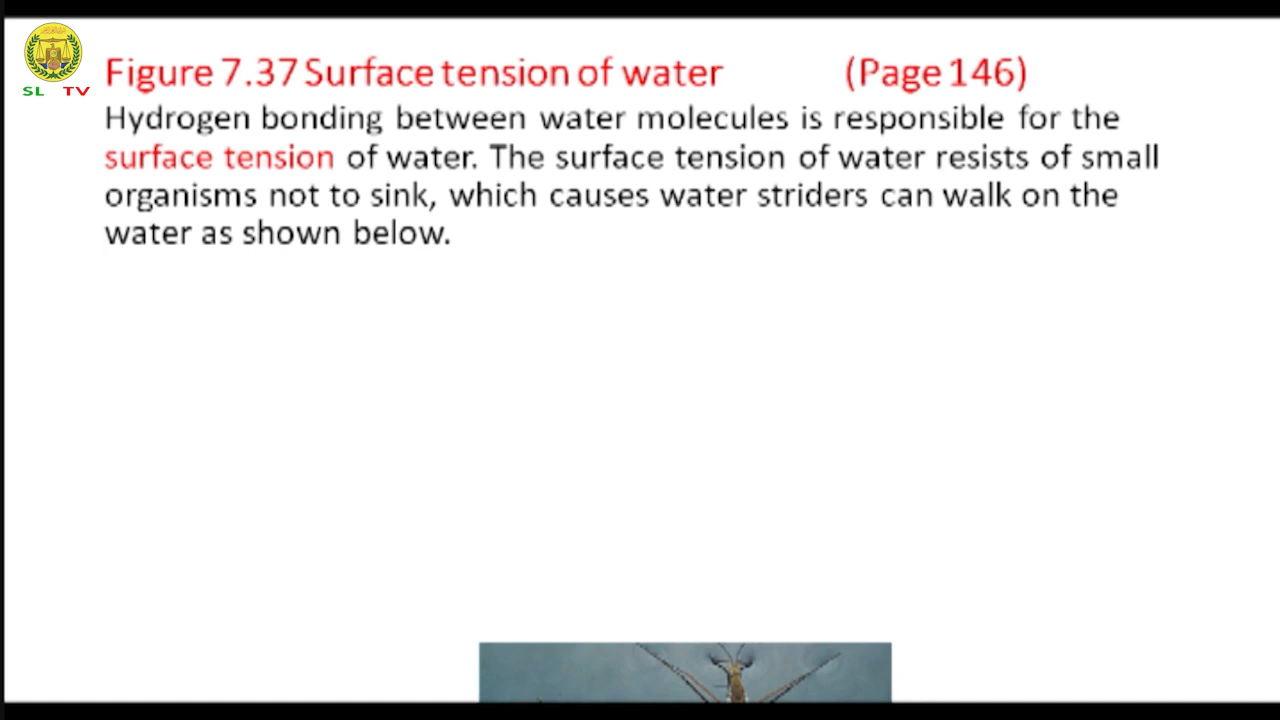 SL TV
Figure 7.37 Surface tension of water (Page 146)
Hydrogen bonding between water molecules is responsible for the
surface tension of water. The surface tension of water resists of small
organisms not to sink, which causes water striders can walk on the
water as shown below.